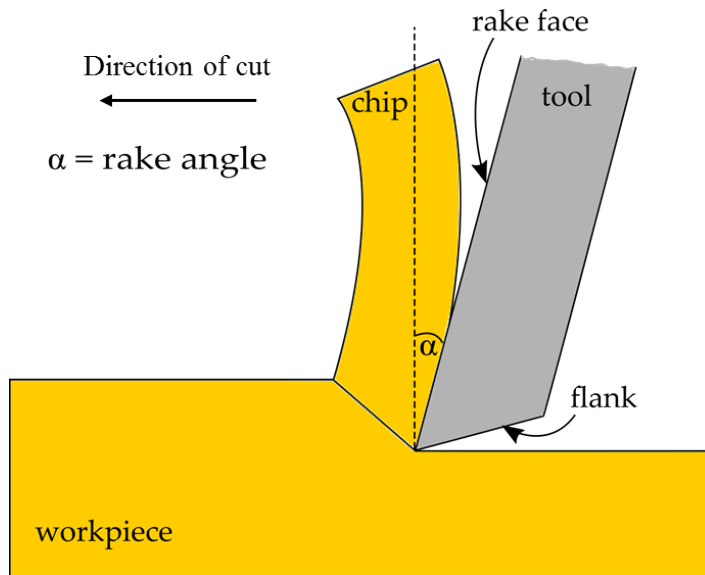 rake face
Direction of cut
chip
tool
α = rake angle
α
flank
workpiece